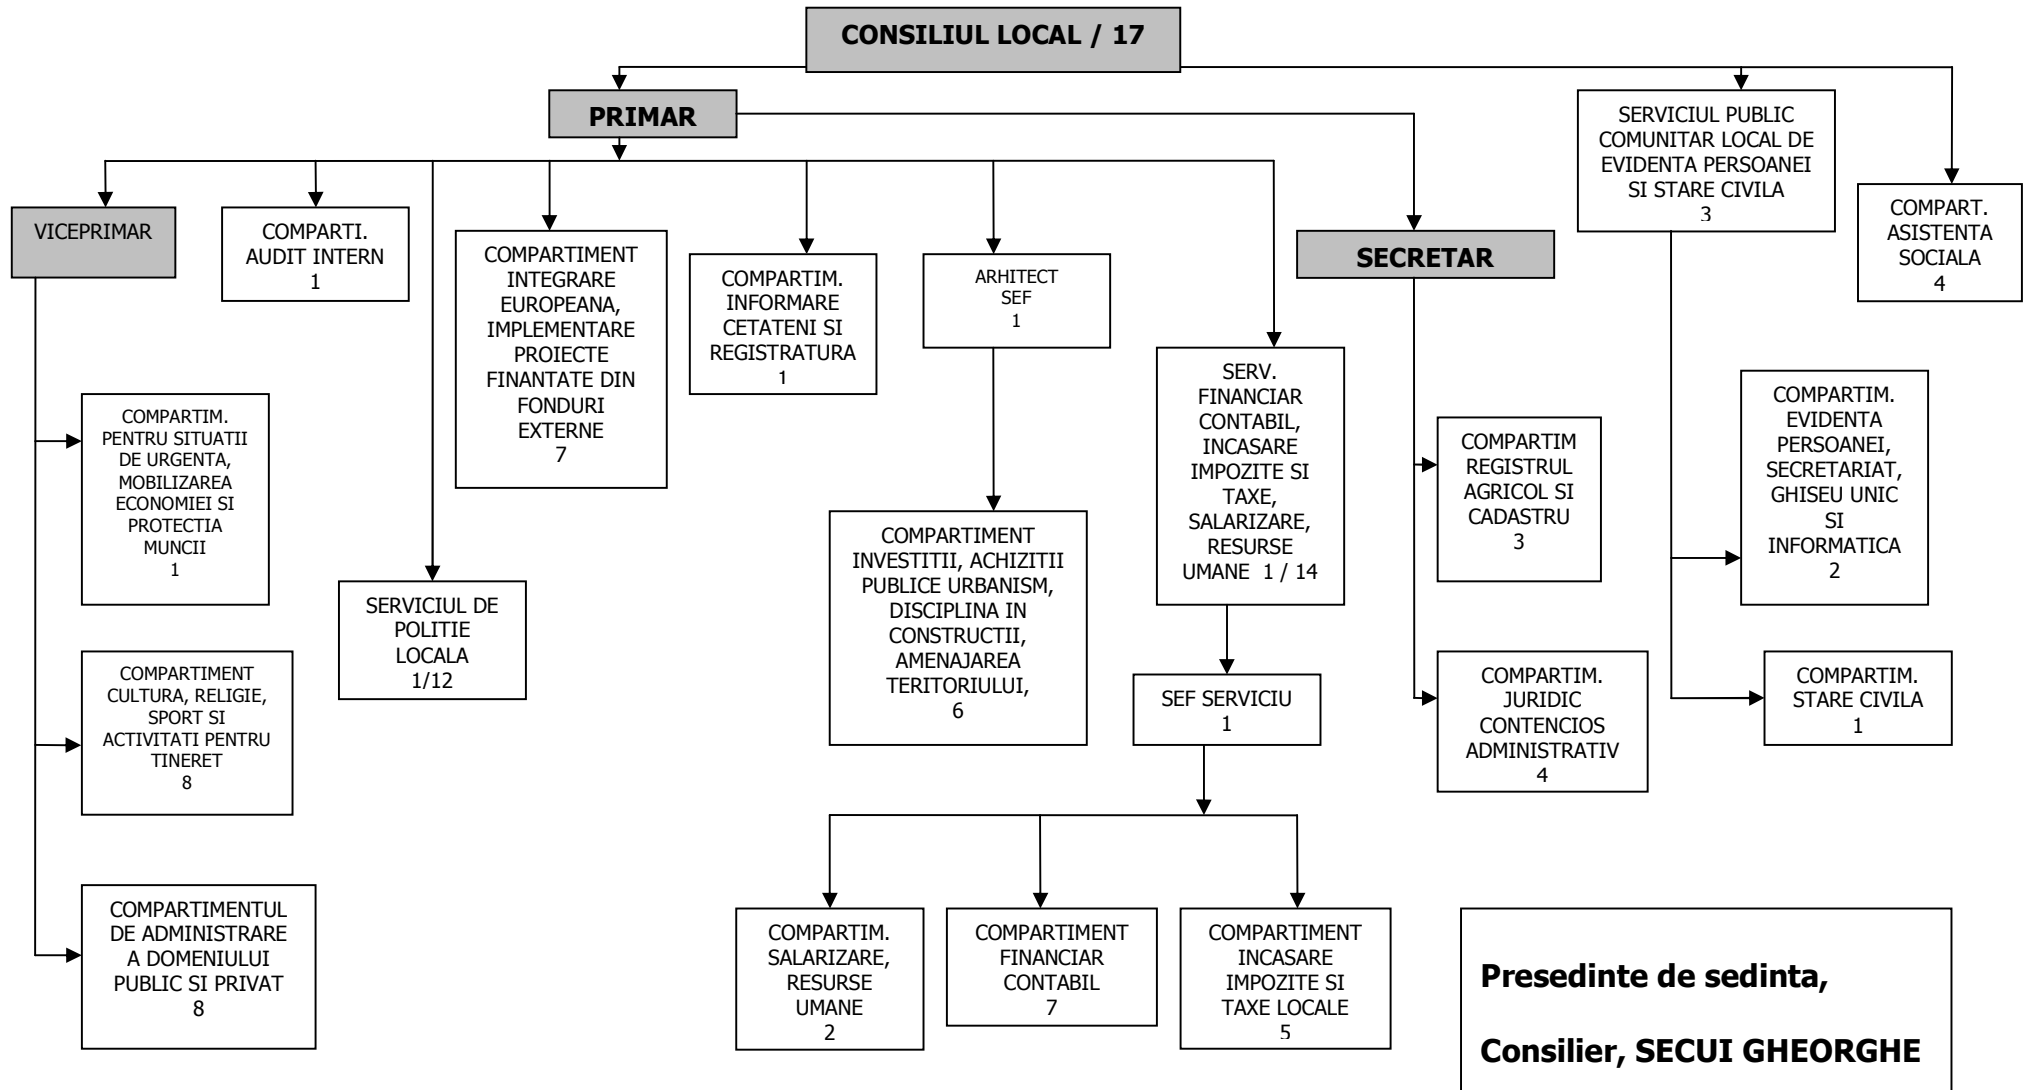 CONSILIUL LOCAL / 17
PRIMAR
SERVICIUL PUBLIC
COMUNITAR LOCAL DE
EVIDENTA PERSOANEI
SI STARE CIVILA
3
COMPART.
ASISTENTA
SOCIALA
4
VICEPRIMAR
COMPARTI.
AUDIT INTERN
1
COMPARTIMENT
INTEGRARE
EUROPEANA,
IMPLEMENTARE
PROIECTE
FINANTATE DIN
FONDURI
EXTERNE
7
COMPARTIM.
INFORMARE
CETATENI SI
REGISTRATURA
1
ARHITECT
SEF
1
SECRETAR
SERV.
FINANCIAR
CONTABIL,
INCASARE
IMPOZITE SI
TAXE,
SALARIZARE,
RESURSE
UMANE 1 / 14
COMPARTIM.
PENTRU SITUATII
DE URGENTA,
MOBILIZAREA
ECONOMIEI SI
PROTECTIA
MUNCII
1
SERVICIUL DE
POLITIE
LOCALA
1/12
COMPARTIMENT
INVESTITII, ACHIZITII
PUBLICE URBANISM,
DISCIPLINA IN
CONSTRUCTII,
AMENAJAREA
TERITORIULUI,
6
COMPARTIM
REGISTRUL
AGRICOL SI
CADASTRU
3
COMPARTIM.
EVIDENTA
PERSOANEI,
SECRETARIAT,
GHISEU UNIC
SI
INFORMATICA
2
COMPARTIMENT
CULTURA, RELIGIE,
SPORT SI
ACTIVITATI PENTRU
TINERET
8
SEF SERVICIU
1
COMPARTIM.
JURIDIC
CONTENCIOS
ADMINISTRATIV
4
COMPARTIM.
STARE CIVILA
1
COMPARTIMENTUL
DE ADMINISTRARE
A DOMENIULUI
PUBLIC SI PRIVAT
8
COMPARTIM.
SALARIZARE,
RESURSE
UMANE
2
COMPARTIMENT
FINANCIAR
CONTABIL
7
COMPARTIMENT
INCASARE
IMPOZITE SI
TAXE LOCALE
5
Presedinte de sedinta,
Consilier, SECUI GHEORGHE